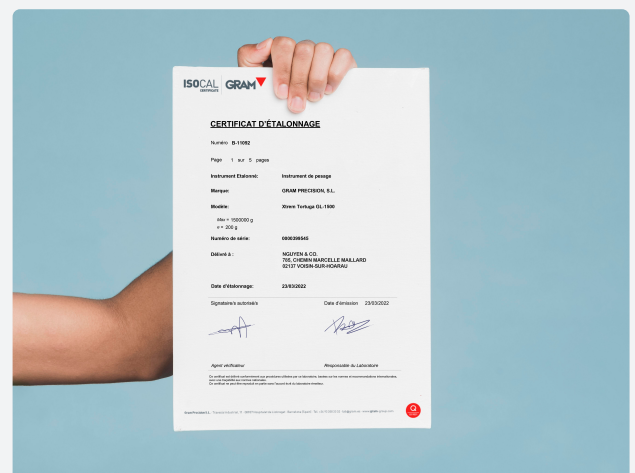 ISOCAL
CERTIFICATE
GRAM
CERTIFICAT D'ÉTALONNAGE
Numéro B-11092
Page 1 sur 5 pages
Instrument Etalonné: Instrument de pesage
Marque: GRAM PRECISION, S.L.
Modèle: Xtrem Tortuga GL-1500
Max = 1500000 g
e = 200 g
Numéro de série: 0000399545
Délivré à : NGUYEN & CO.
765, CHEMIN MARCELLE MAILLARD
02137 VOISIN-SUR-HOARAU
Date d'étalonnage: 23/03/2022
Signataire/s autorisé/s Date d'émission 23/03/2022
Agent vérificateur Responsable du Laboratoire